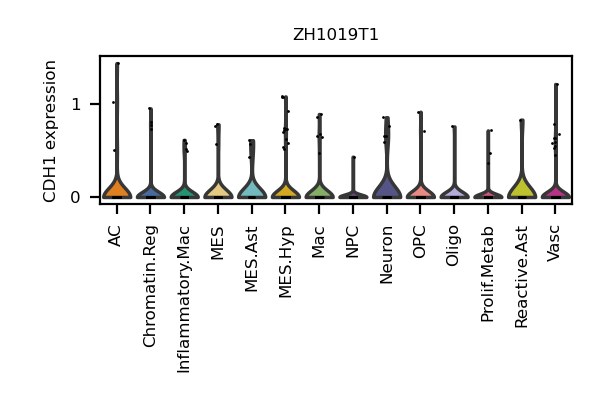 ZH1019T1
CDH1 expression
1
0
AC
Chromatin.Reg
Inflammatory.Mac
MES
MES.Ast
MES.Hyp
Mac
NPC
Neuron
OPC
Oligo
Prolif.Metab
Reactive.Ast
Vasc